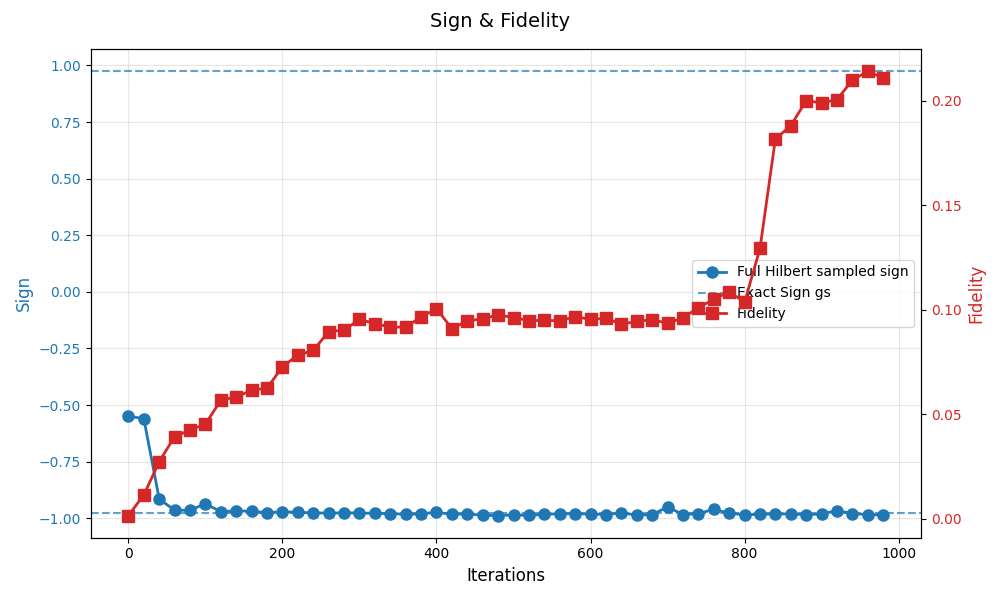 Sign & Fidelity
1.00
0.75
0.50
0.25
0.00
−0.25
−0.50
−0.75
−1.00
Sign
0.20
0.15
0.10
0.05
0.00
Fidelity
Full Hilbert sampled sign
Exact Sign gs
Fidelity
0
200
400
600
800
1000
Iterations